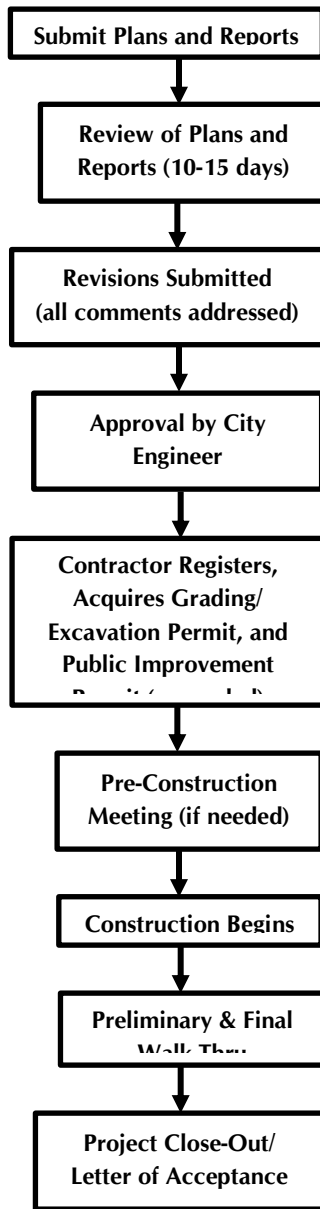 Submit Plans and Reports
Review of Plans and
Reports (10-15 days)
Revisions Submitted
(all comments addressed)
Approval by City
Engineer
Contractor Registers,
Acquires Grading/
Excavation Permit, and
Public Improvement
Pre-Construction
Meeting (if needed)
Construction Begins
Preliminary & Final
Walk Thru
Project Close-Out/
Letter of Acceptance